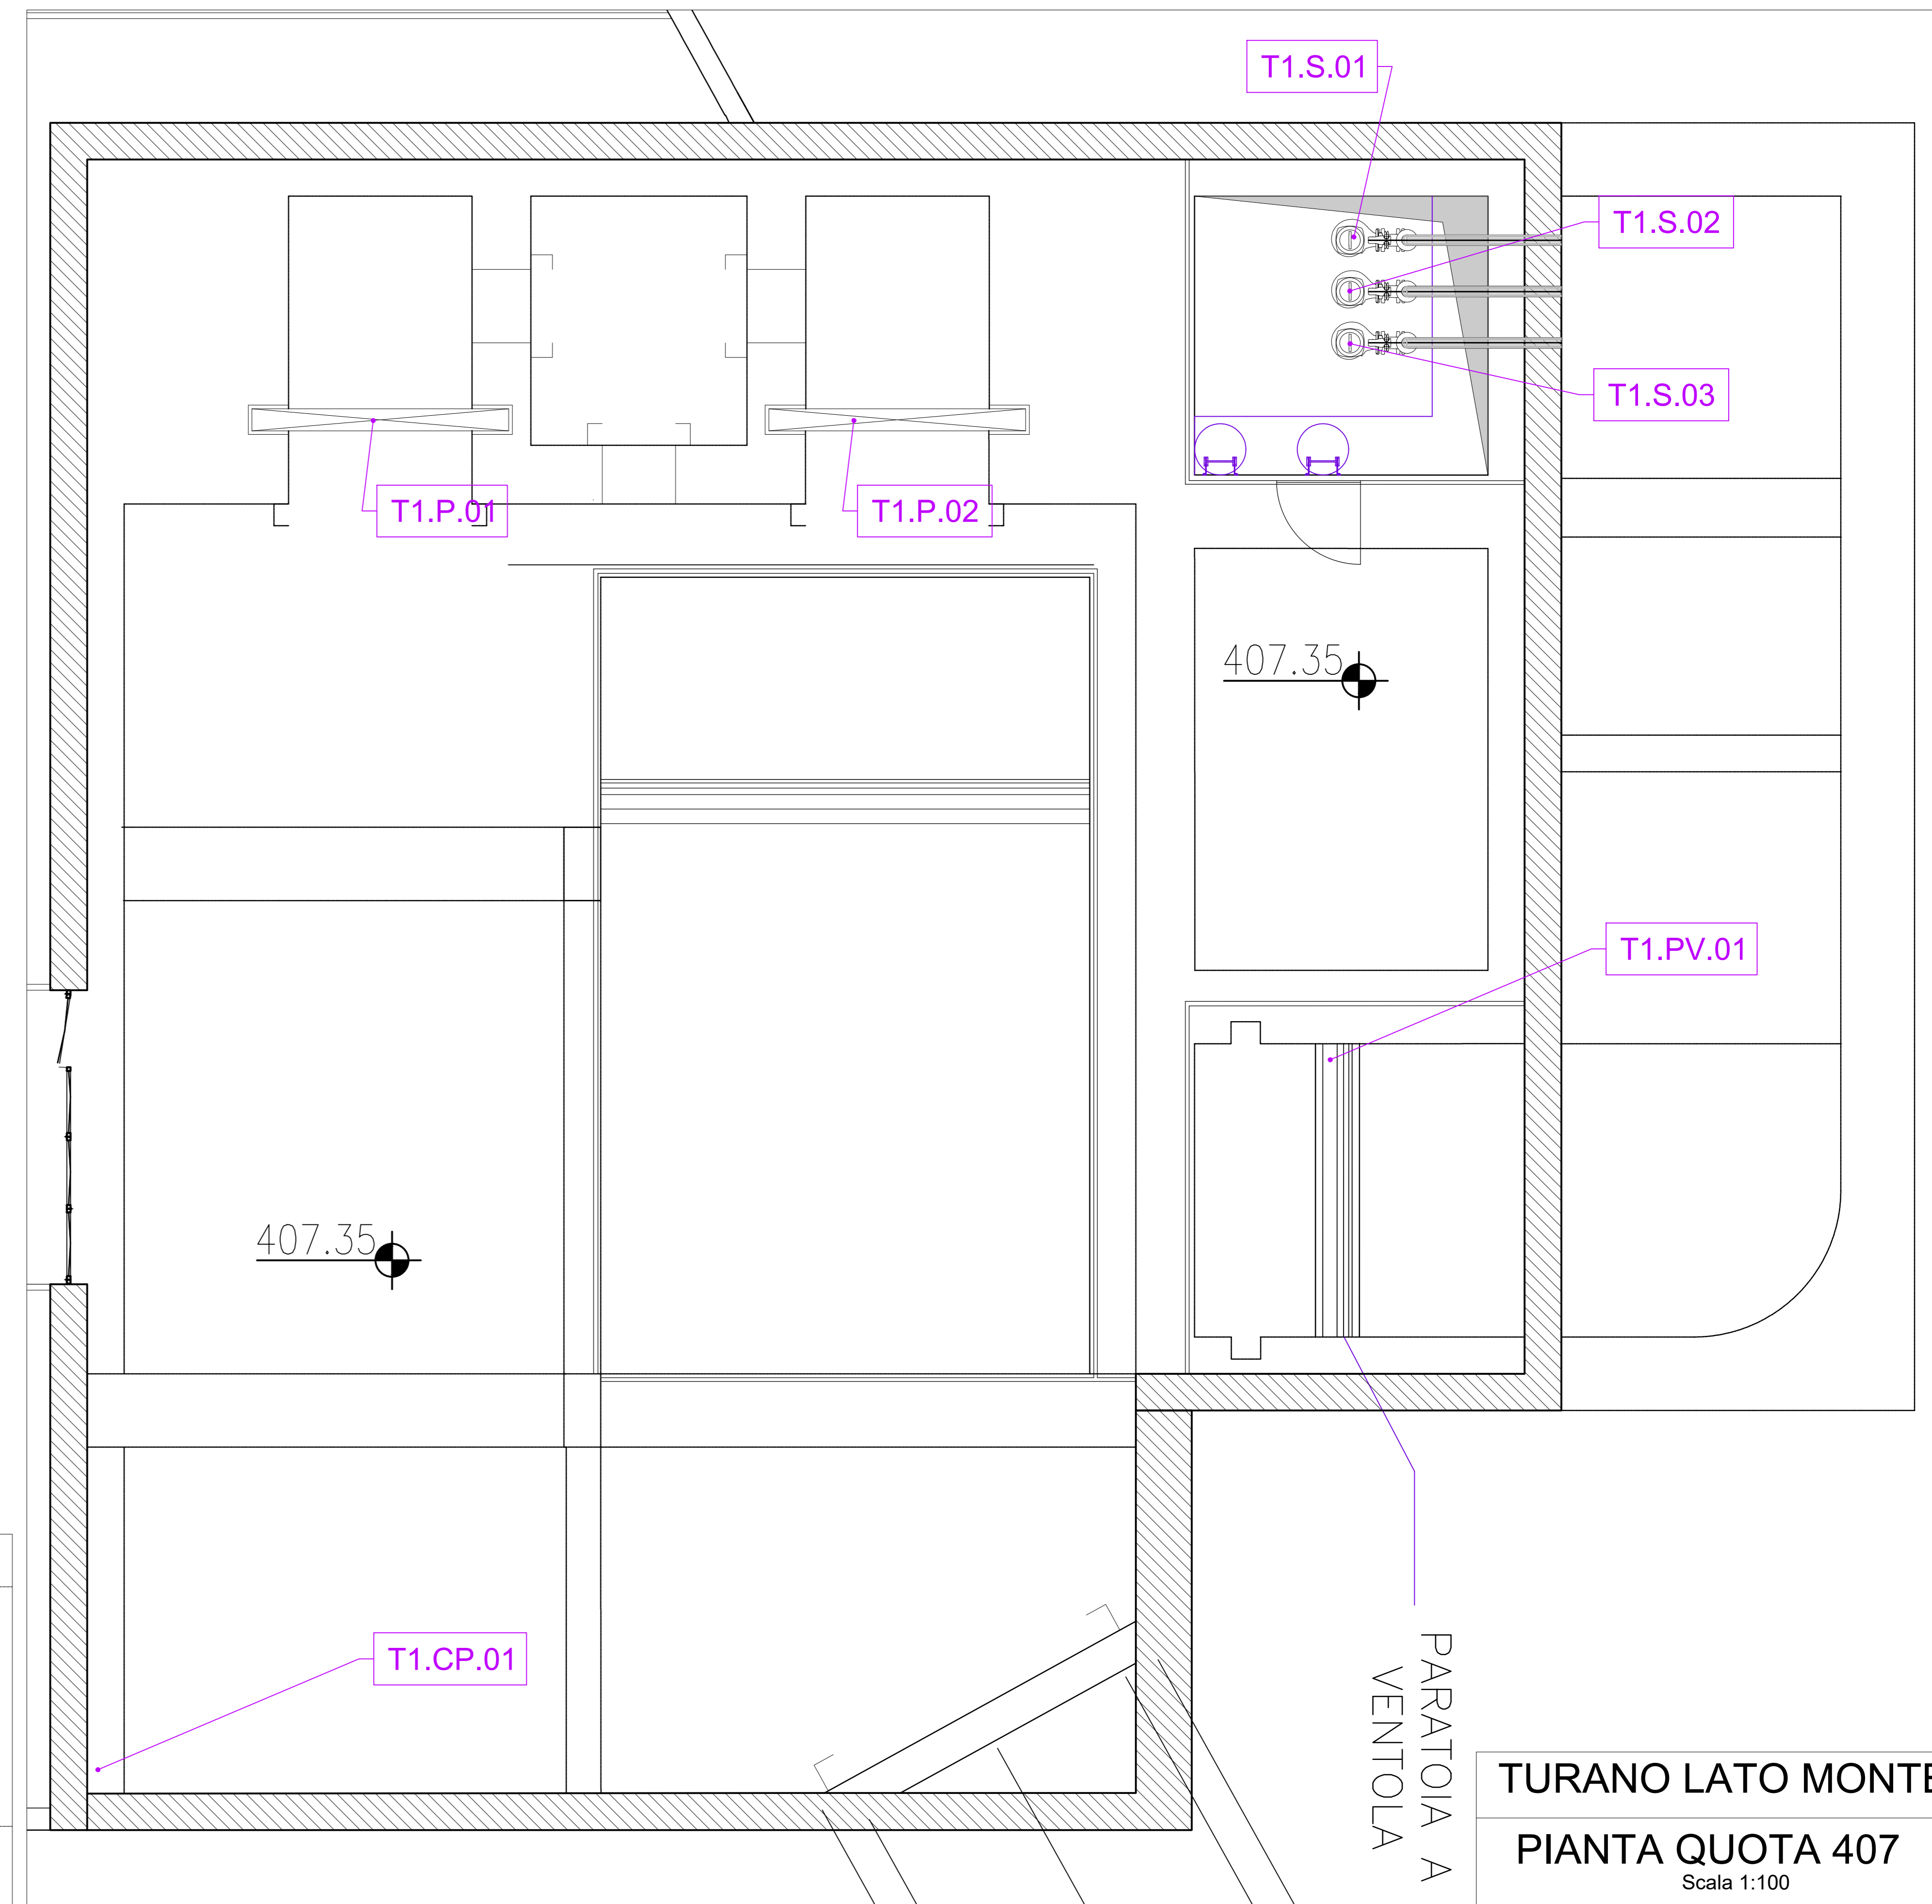 T1.S.01
T1.S.02
T1.S.03
T1.P.01
T1.P.02
407.35
T1.PV.01
407.35
T1.CP.01
PARATOIA A
VENTOLA
TURANO LATO MONTE
PIANTA QUOTA 407
Scala 1:100